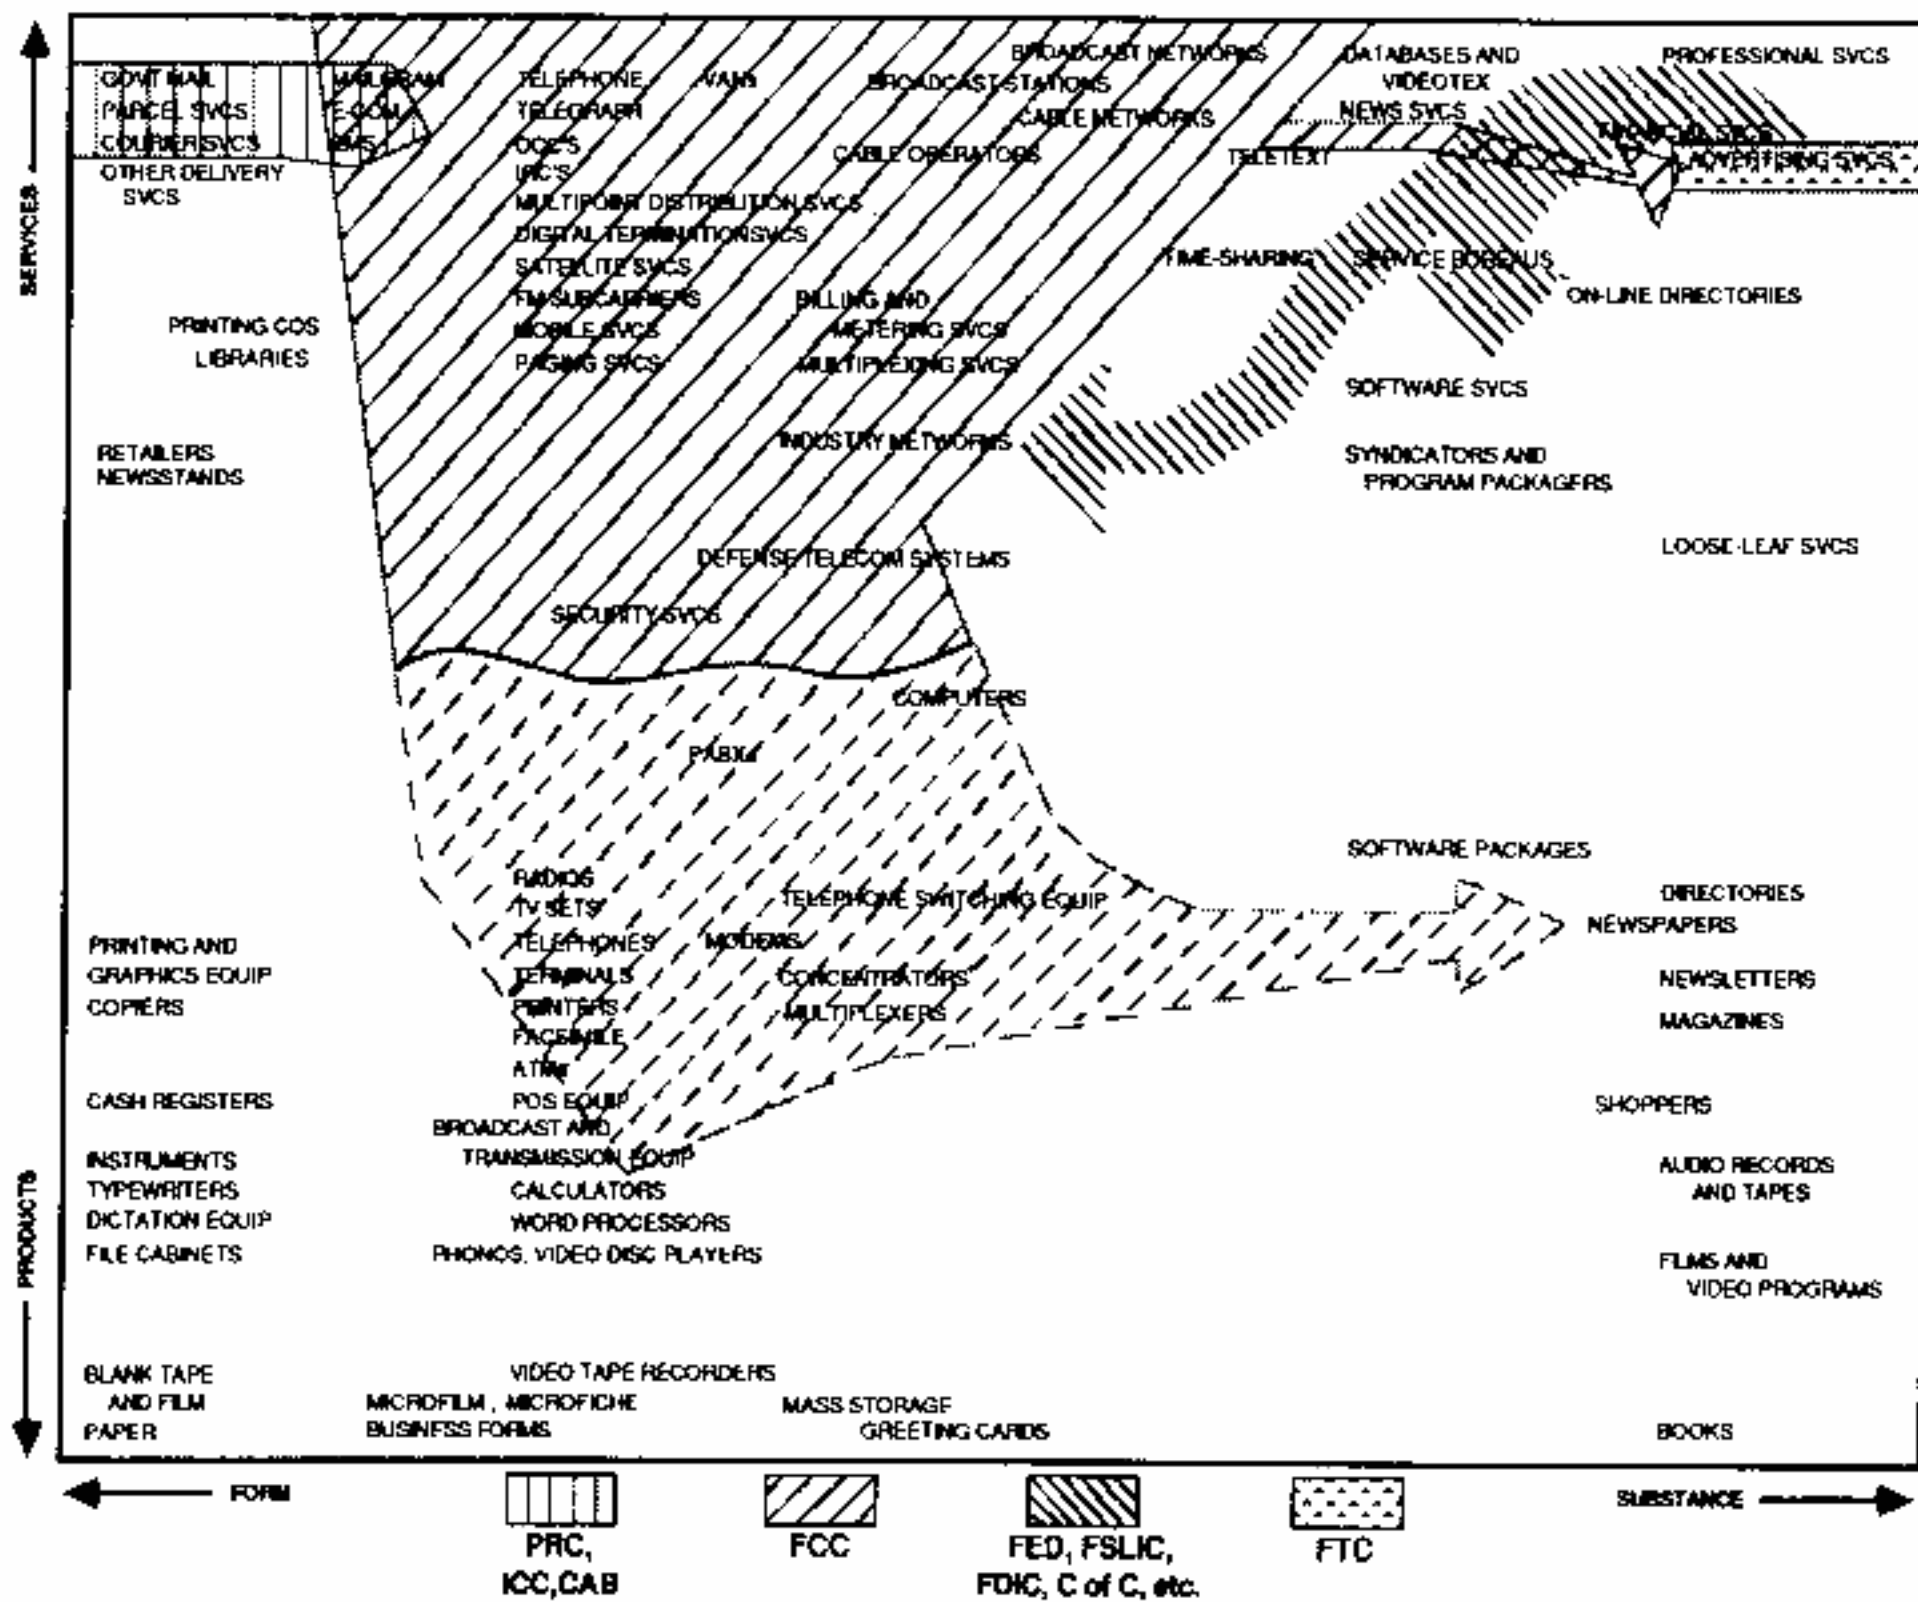 SERVICES
PRODUCTS
GOVT MAIL
PARCEL SVCS
COURIER SVCS
OTHER DELIVERY
SVCS
MAILGRAM
E-COM
EMS
PRINTING COS
LIBRARIES
RETAILERS
NEWSSTANDS
TELEPHONE
TELEGRAPH
OCC'S
IRC'S
MULTIPOINT DISTRIBUTION SVCS
DIGITAL TERMINATION SVCS
SATELLITE SVCS
FM SUBCARRIERS
MOBILE SVCS
PAGING SVCS
VANS
BROADCAST NETWORKS
BROADCAST STATIONS
CABLE NETWORKS
CABLE OPERATORS
BILLING AND
METERING SVCS
MULTIPLEXING SVCS
INDUSTRY NETWORKS
DEFENSE TELECOM SYSTEMS
SECURITY SVCS
DATABASES AND
VIDEOTEX
NEWS SVCS
TELETEXT
PROFESSIONAL SVCS
FINANCIAL SVCS
ADVERTISING SVCS
TIME-SHARING
SERVICE BUREAUS
ON-LINE DIRECTORIES
SOFTWARE SVCS
SYNDICATORS AND
PROGRAM PACKAGERS
LOOSE-LEAF SVCS
COMPUTERS
PABXs
SOFTWARE PACKAGES
RADIOS
TV SETS
TELEPHONES
TERMINALS
PRINTERS
FACSIMILE
ATMs
POS EQUIP
BROADCAST AND
TRANSMISSION EQUIP
CALCULATORS
WORD PROCESSORS
PHONOS, VIDEO DISC PLAYERS
TELEPHONE SWITCHING EQUIP
MODEMS
CONCENTRATORS
MULTIPLEXERS
DIRECTORIES
NEWSPAPERS
NEWSLETTERS
MAGAZINES
SHOPPERS
AUDIO RECORDS
AND TAPES
FILMS AND
VIDEO PROGRAMS
BOOKS
PRINTING AND
GRAPHICS EQUIP
COPIERS
CASH REGISTERS
INSTRUMENTS
TYPEWRITERS
DICTATION EQUIP
FILE CABINETS
BLANK TAPE
AND FILM
PAPER
VIDEO TAPE RECORDERS
MICROFILM, MICROFICHE
BUSINESS FORMS
MASS STORAGE
GREETING CARDS
FORM
SUBSTANCE
PRC,
ICC, CAB
FCC
FED, FSLIC,
FDIC, C of C, etc.
FTC